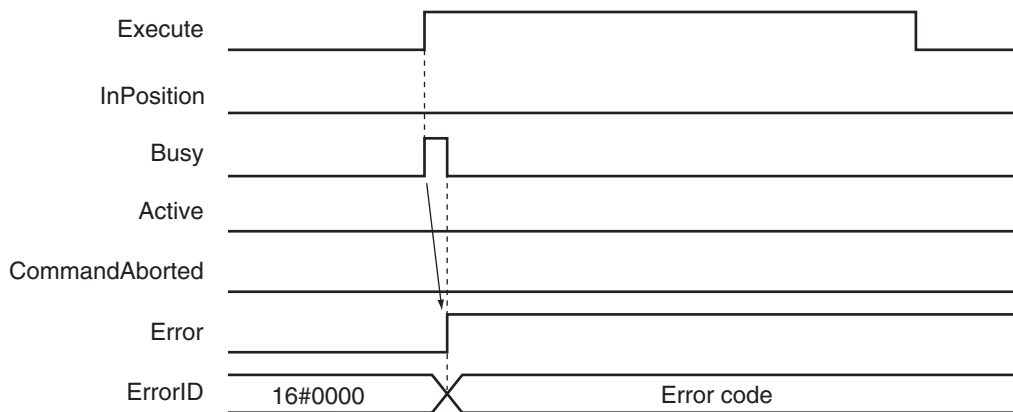 Execute
InPosition
Busy
Active
CommandAborted
Error
ErrorID 16#0000 Error code